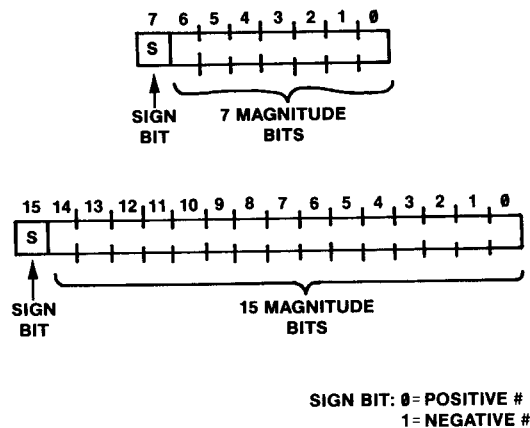 7 6 5 4 3 2 1 0
S
SIGN
BIT
7 MAGNITUDE
BITS
15 14 13 12 11 10 9 8 7 6 5 4 3 2 1 0
S
SIGN
BIT
15 MAGNITUDE
BITS
SIGN BIT: 0 = POSITIVE #
1 = NEGATIVE #